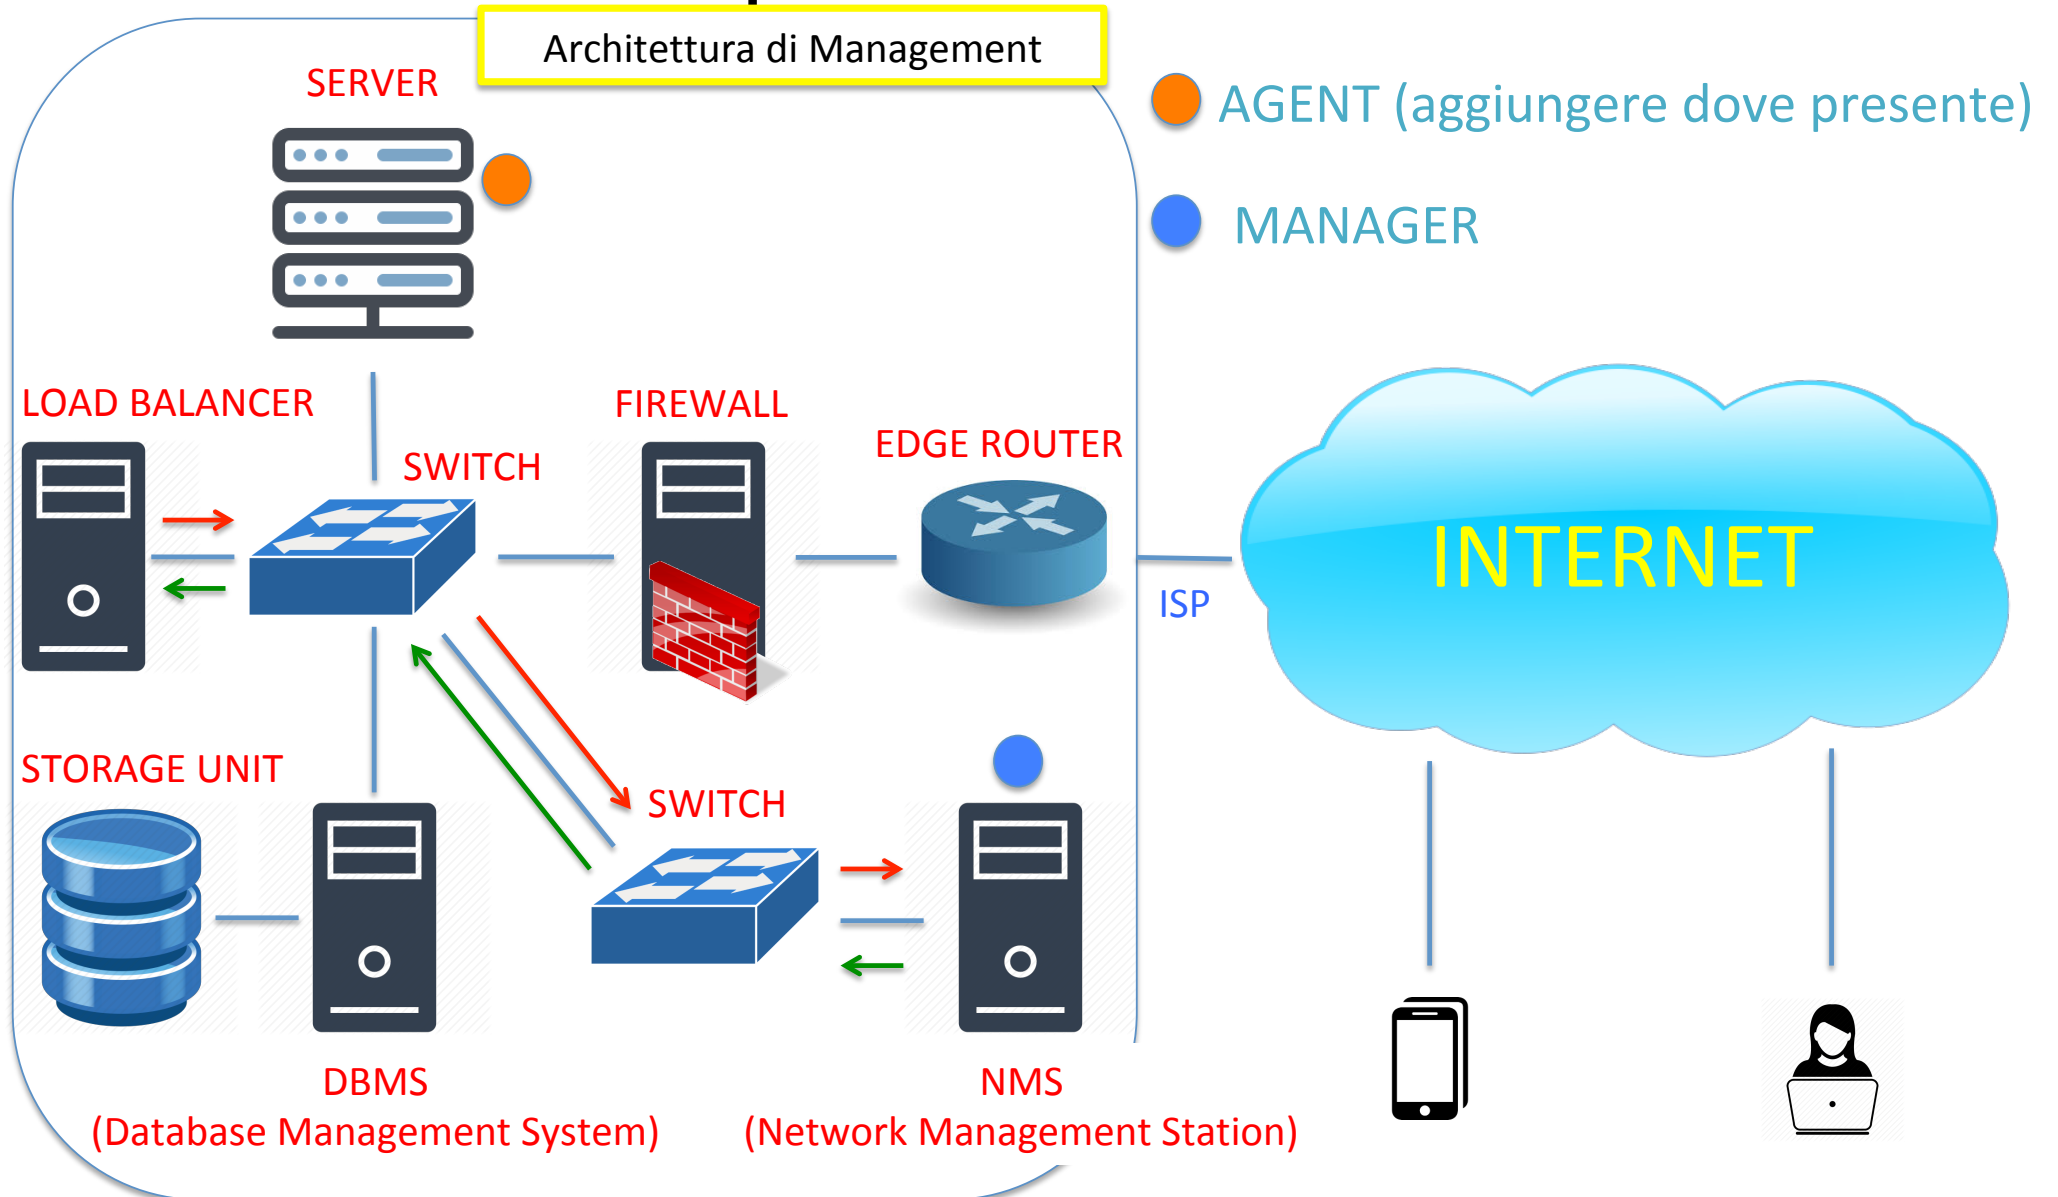 Architettura di Management
SERVER
AGENT (aggiungere dove presente)
MANAGER
LOAD BALANCER
FIREWALL
EDGE ROUTER
SWITCH
INTERNET
ISP
STORAGE UNIT
SWITCH
DBMS
(Database Management System)
NMS
(Network Management Station)